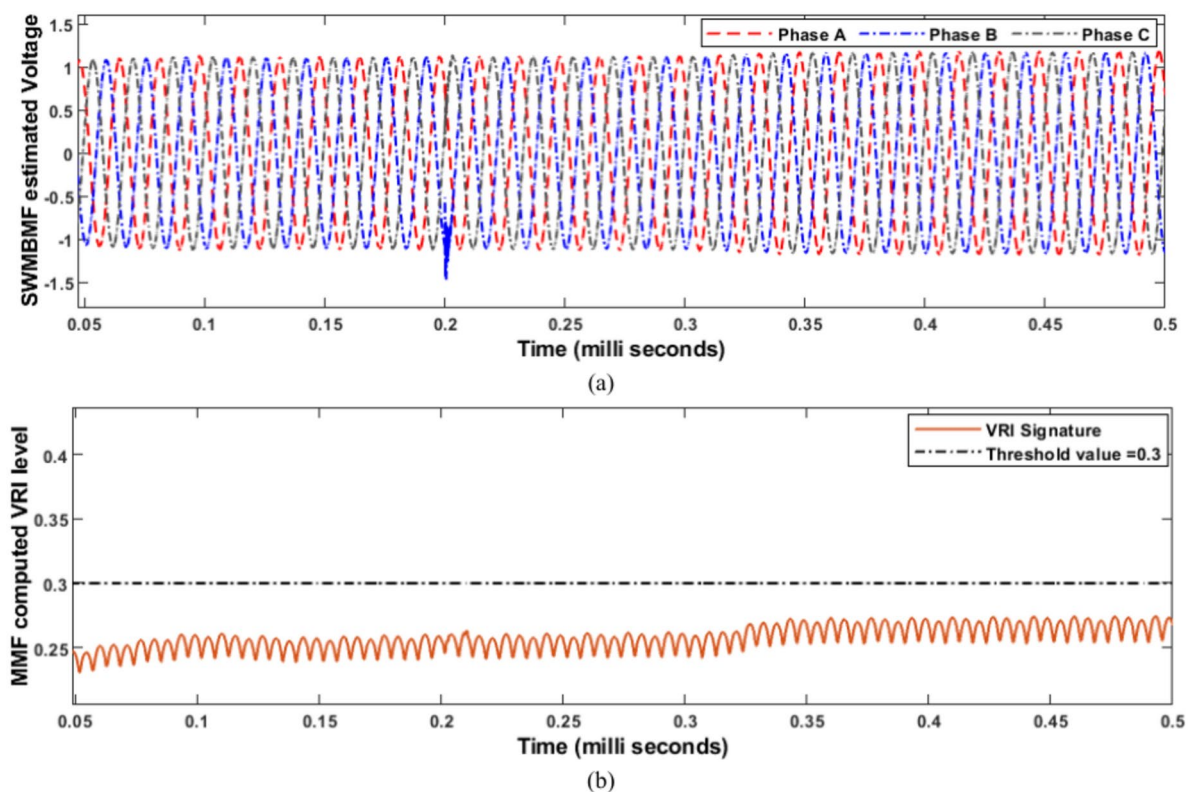 SWMBMIF estimated Voltage
1.5
1
0.5
0
-0.5
-1
-1.5
Phase A Phase B Phase C
0.05 0.1 0.15 0.2 0.25 0.3 0.35 0.4 0.45 0.5
Time (milli seconds)
(a)
MMF computed VRI level
0.4
0.35
0.3
0.25
VRI Signature
Threshold value =0.3
0.05 0.1 0.15 0.2 0.25 0.3 0.35 0.4 0.45 0.5
Time (milli seconds)
(b)